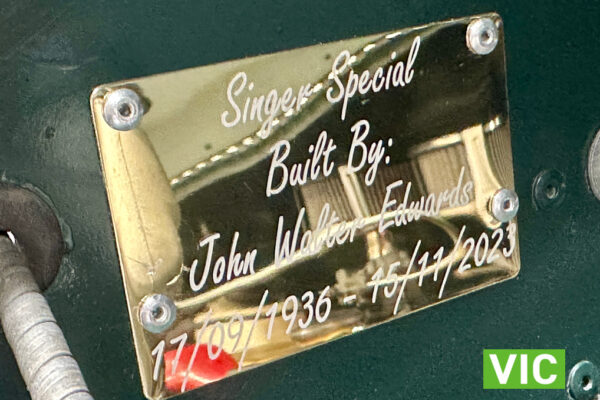 Singer Special
Built By:
John Walter Edwards
17/09/1936 - 15/11/2023
VIC